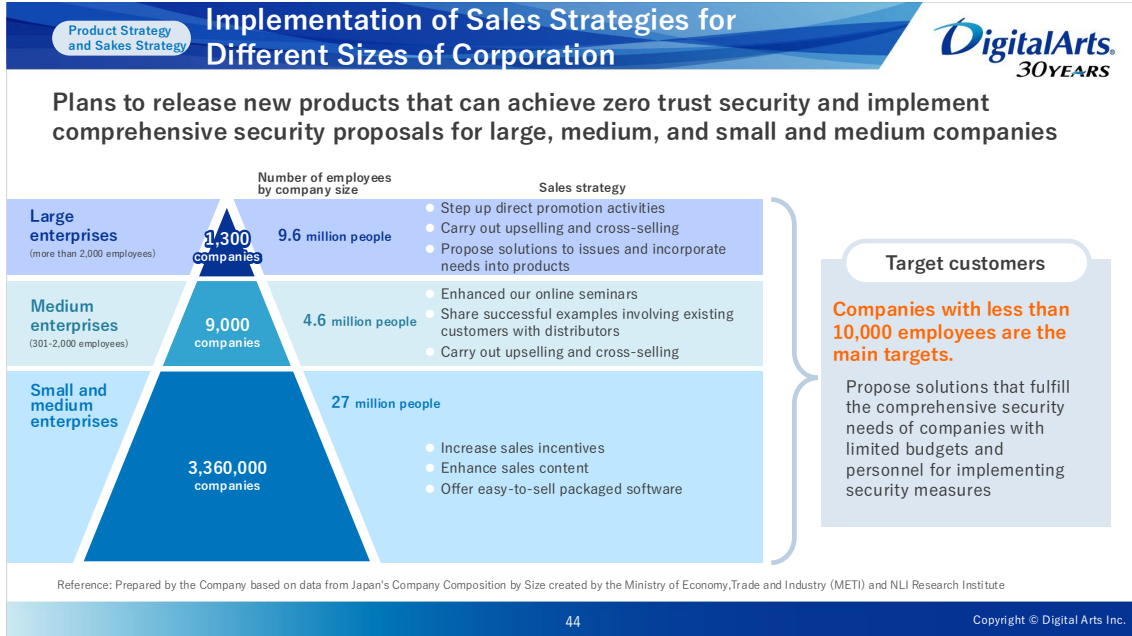 Product Strategy
and Sakes Strategy
Implementation of Sales Strategies for
Different Sizes of Corporation
DigitalArts®
30YEARS
Plans to release new products that can achieve zero trust security and implement
comprehensive security proposals for large, medium, and small and medium companies
Number of employees
by company size
Sales strategy
Large
enterprises
(more than 2,000 employees)
1,300
companies
9.6 million people
Step up direct promotion activities
Carry out upselling and cross-selling
Propose solutions to issues and incorporate
needs into products
Medium
enterprises
(301-2,000 employees)
9,000
companies
4.6 million people
Enhanced our online seminars
Share successful examples involving existing
customers with distributors
Carry out upselling and cross-selling
Small and
medium
enterprises
3,360,000
companies
27 million people
Increase sales incentives
Enhance sales content
Offer easy-to-sell packaged software
Target customers
Companies with less than
10,000 employees are the
main targets.
Propose solutions that fulfill
the comprehensive security
needs of companies with
limited budgets and
personnel for implementing
security measures
Reference: Prepared by the Company based on data from Japan's Company Composition by Size created by the Ministry of Economy,Trade and Industry (METI) and NLI Research Institute
44
Copyright © Digital Arts Inc.